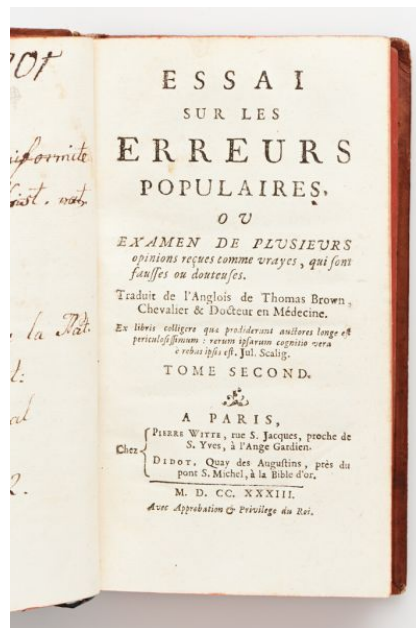 ESSAI
SUR LES
ERREURS
POPULAIRES,
OU
EXAMEN DE PLUSIEURS
opinions reçues comme vrayes, qui sont
fausses ou douteuses.
Traduit de l'Anglois de Thomas Brown,
Chevalier & Docteur en Médecine.
Ex libris colligere quæ prodiderunt auctores longe est
periculosissimum : rerum ipsarum cognitio vera
è rebus ipsis est. Jul. Scalig.
TOME SECOND.
A PARIS,
Chez
PIERRE WITTE, rue S. Jacques, proche de
S. Yves, à l'Ange Gardien.
DIDOT, Quay des Augustins, près du
pont S. Michel, à la Bible d'or.
M. D. CC. XXXIII.
Avec Approbation & Privilege du Roi.